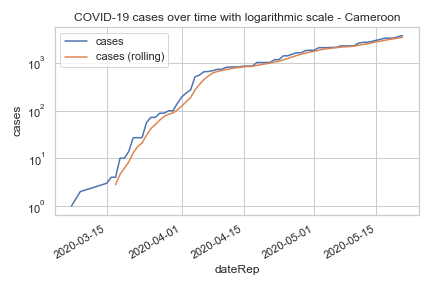 COVID-19 cases over time with logarithmic scale - Cameroon
cases
cases (rolling)
10³
10²
10¹
10⁰
cases
2020-03-15
2020-04-01
2020-04-15
2020-05-01
2020-05-15
dateRep